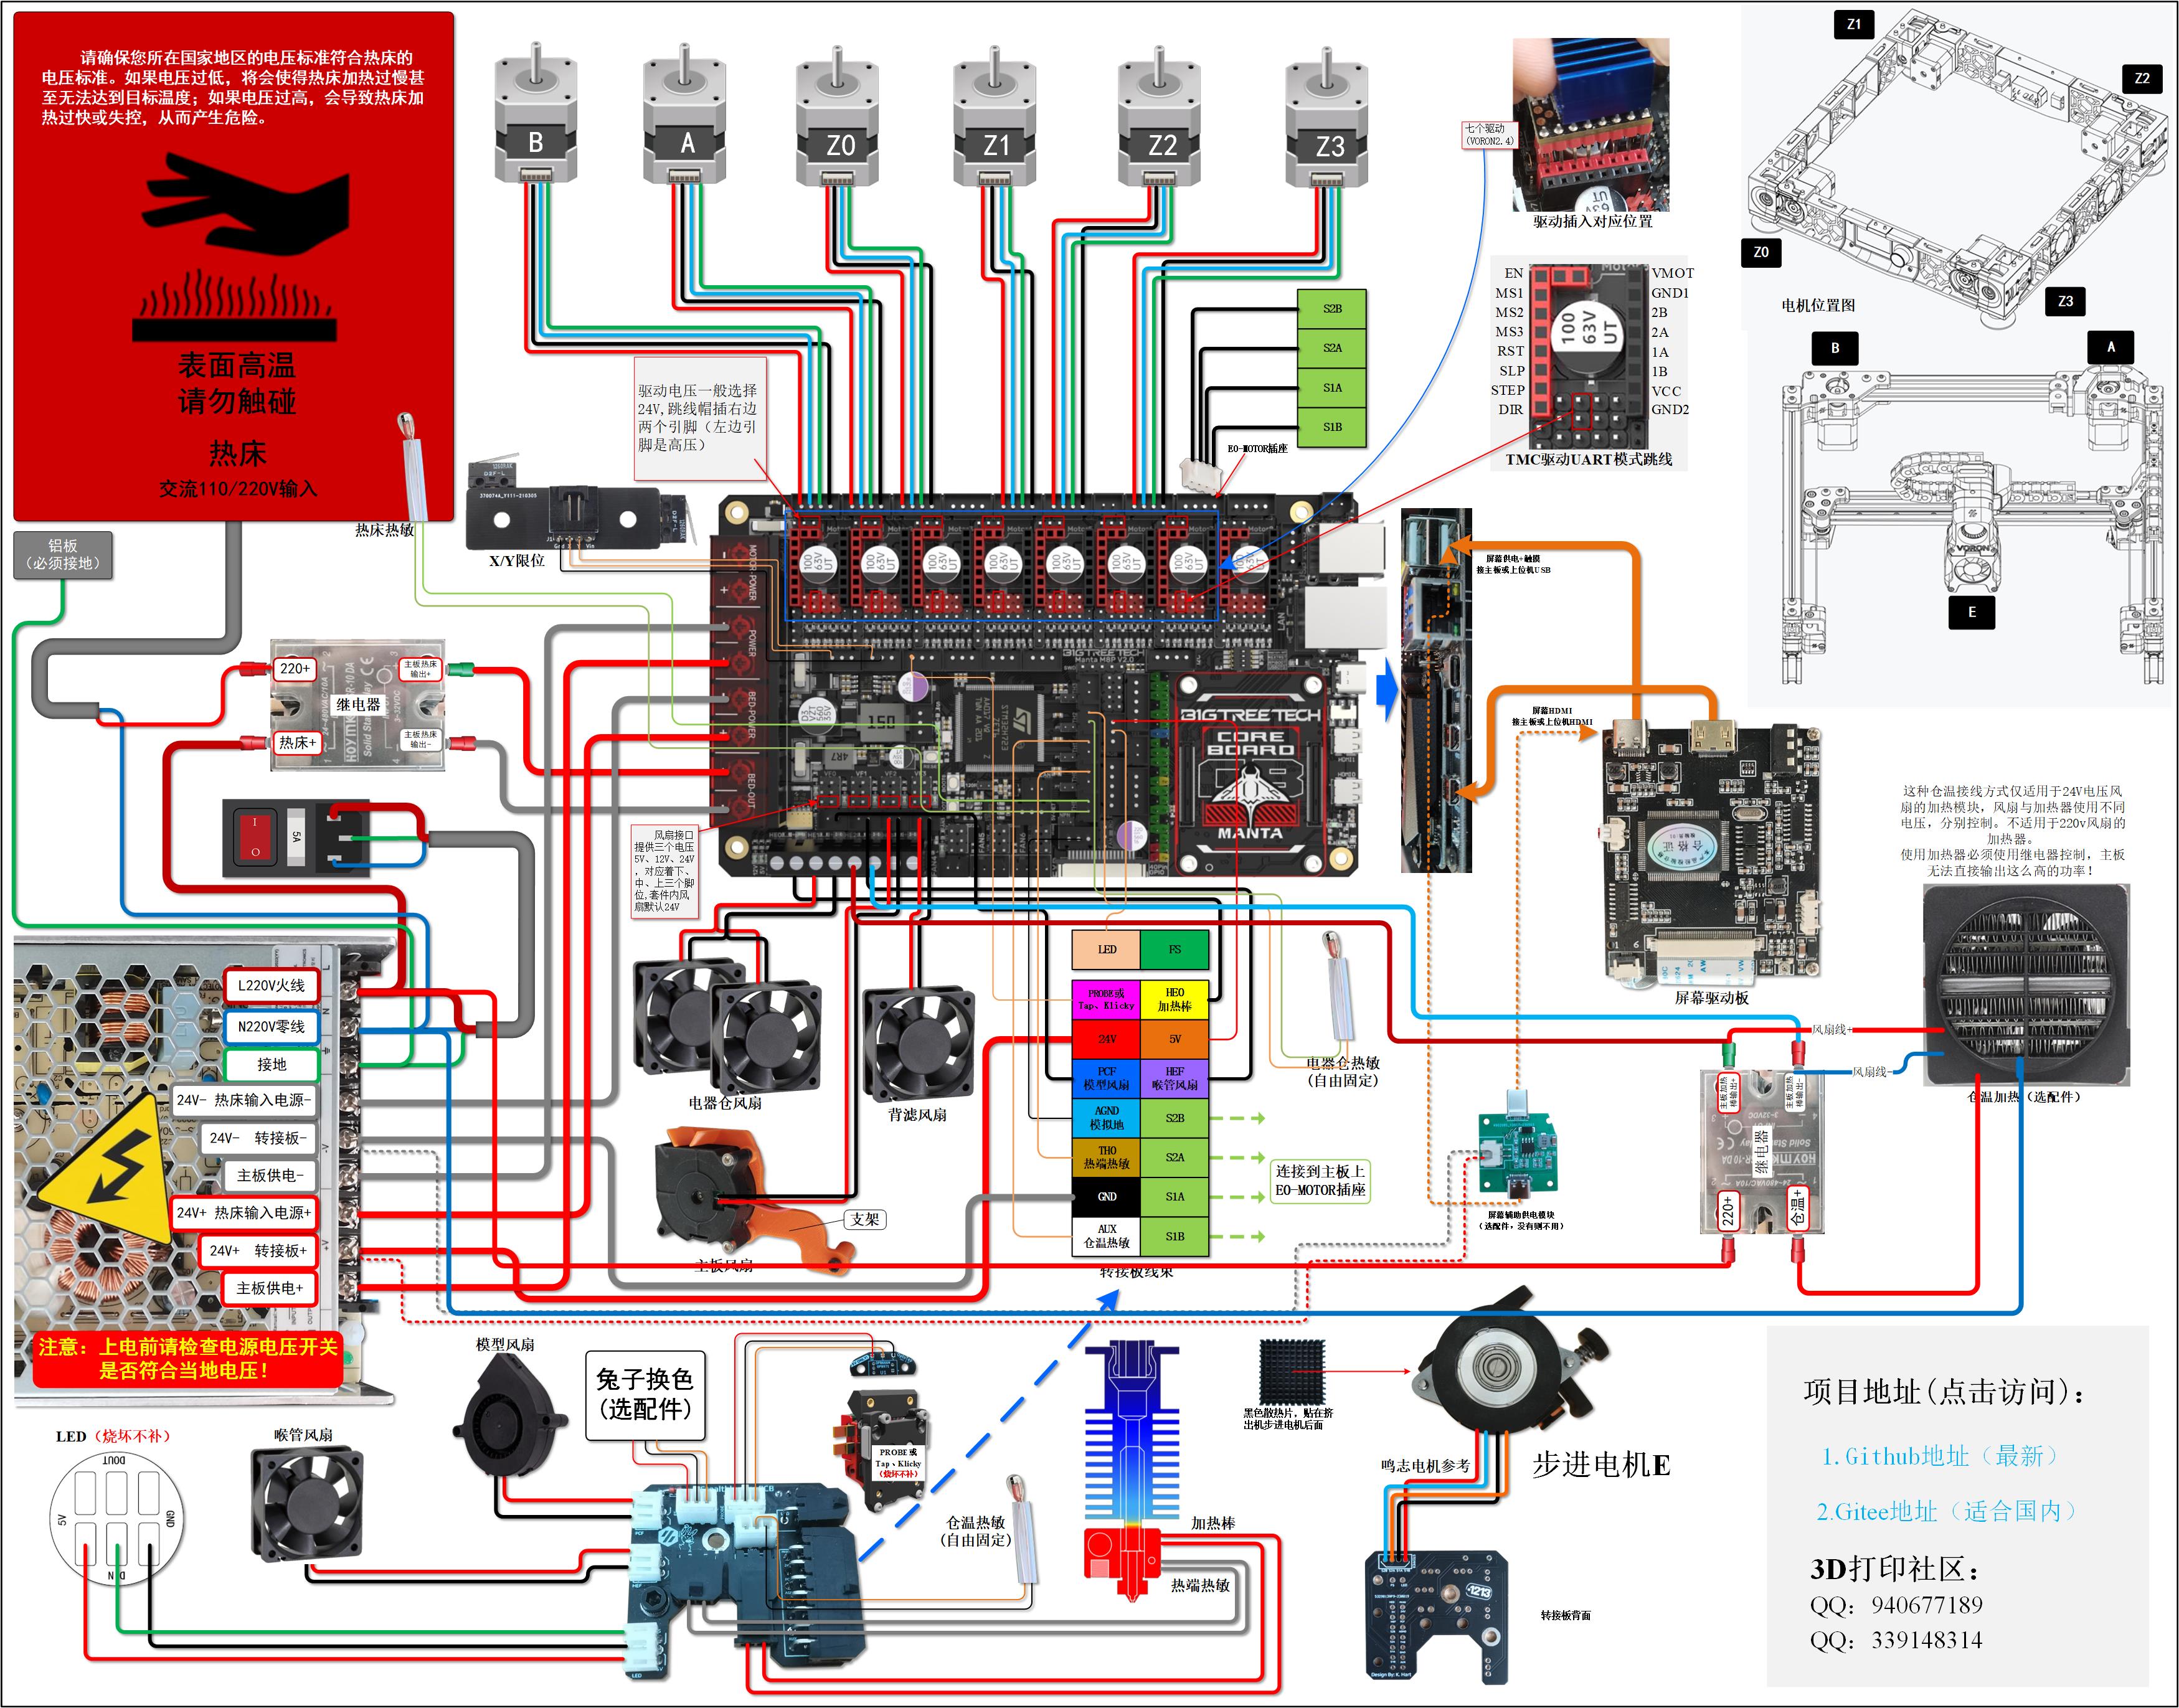 请确保您所在国家地区的电压标准符合热床的
电压标准。如果电压过低，将会使得热床加热过慢甚
至无法达到目标温度；如果电压过高，会导致热床加
热过快或失控，从而产生危险。
表面高温
请勿触碰
热床
交流110/220V输入
热床热敏
铝板
（必须接地）
B
A
Z0
Z1
Z2
Z3
S2B
S2A
S1A
S1B
E0-MOTOR插座
驱动电压一般选择
24V,跳线帽插右边
两个引脚（左边引
脚是高压）
X/Y限位
七个驱动
(VORON2.4)
驱动插入对应位置
EN
MS1
MS2
MS3
RST
SLP
STEP
DIR
VMOT
GND1
2B
2A
1A
1B
VCC
GND2
100
63V
UT
TMC驱动UART模式跳线
Z1
Z2
Z0
Z3
电机位置图
B
A
VORON
E
220+
热床+
继电器
主板热床
输出+
主板热床
输出-
5A
MOTOR-POWER
POWER
BED-POWER
BED-OUT
BIGTREETECH
Manta M8P V2.0
LAN
BIGTREETECH
CORE
BOARD
MANTA
风扇接口
提供三个电压
5V、12V、24V
，对应着下、
中、上三个脚
位,套件内风
扇默认24V
屏幕供电+触摸
接主板或上位机USB
屏幕HDMI
接主板或上位机HDMI
合格证
屏幕驱动板
这种仓温接线方式仅适用于24V电压风
扇的加热模块，风扇与加热器使用不同
电压，分别控制。不适用于220v风扇的
加热器。
使用加热器必须使用继电器控制，主板
无法直接输出这么高的功率！
风扇线+
风扇线-
仓温加热（选配件）
主板加热
棒输出+
主板加热
棒输出-
继电器
220+
仓温+
L220V火线
N220V零线
接地
24V- 热床输入电源-
24V- 转接板-
主板供电-
24V+ 热床输入电源+
24V+ 转接板+
主板供电+
注意：上电前请检查电源电压开关
是否符合当地电压！
电器仓风扇
背滤风扇
支架
主板风扇
LED
FS
PROBE或
Tap、Klicky
HEO
加热棒
24V
5V
PCF
模型风扇
HEF
喉管风扇
AGND
模拟地
S2B
THO
热端热敏
S2A
GND
S1A
AUX
仓温热敏
S1B
转接板线束
连接到主板上
EO-MOTOR插座
电器仓热敏
（自由固定）
屏幕辅助供电模块
（选配件，没有则不用）
LED（烧坏不补）
DOUT
5V
GND
DIN
喉管风扇
模型风扇
兔子换色
(选配件)
PROBE或
Tap、Klicky
（烧坏不补）
仓温热敏
（自由固定）
加热棒
热端热敏
黑色散热片，贴在挤
出机步进电机后面
鸣志电机参考
步进电机E
1213
Design By: K. Hart
转接板背面
项目地址(点击访问)：
1.Github地址（最新）
2.Gitee地址（适合国内）
3D打印社区：
QQ：940677189
QQ：339148314